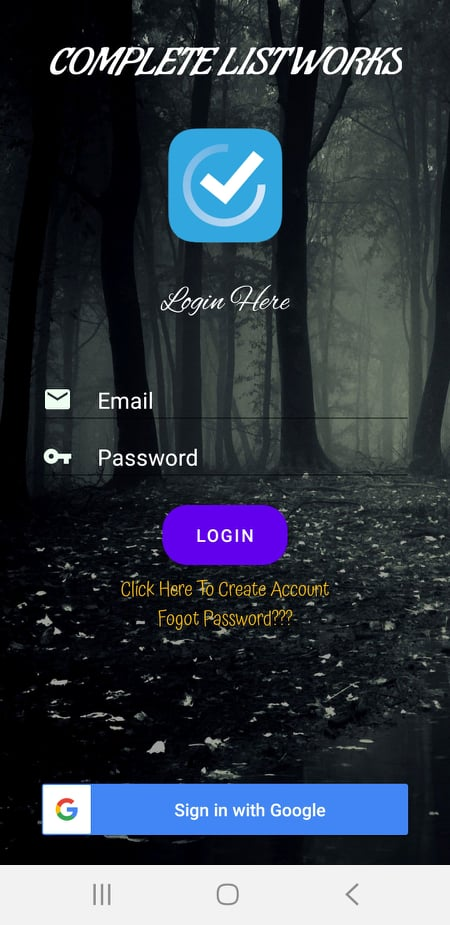 COMPLETE LISTWORKS
Login Here
Email
Password
LOGIN
Click Here To Create Account
Fogot Password???
G
Sign in with Google